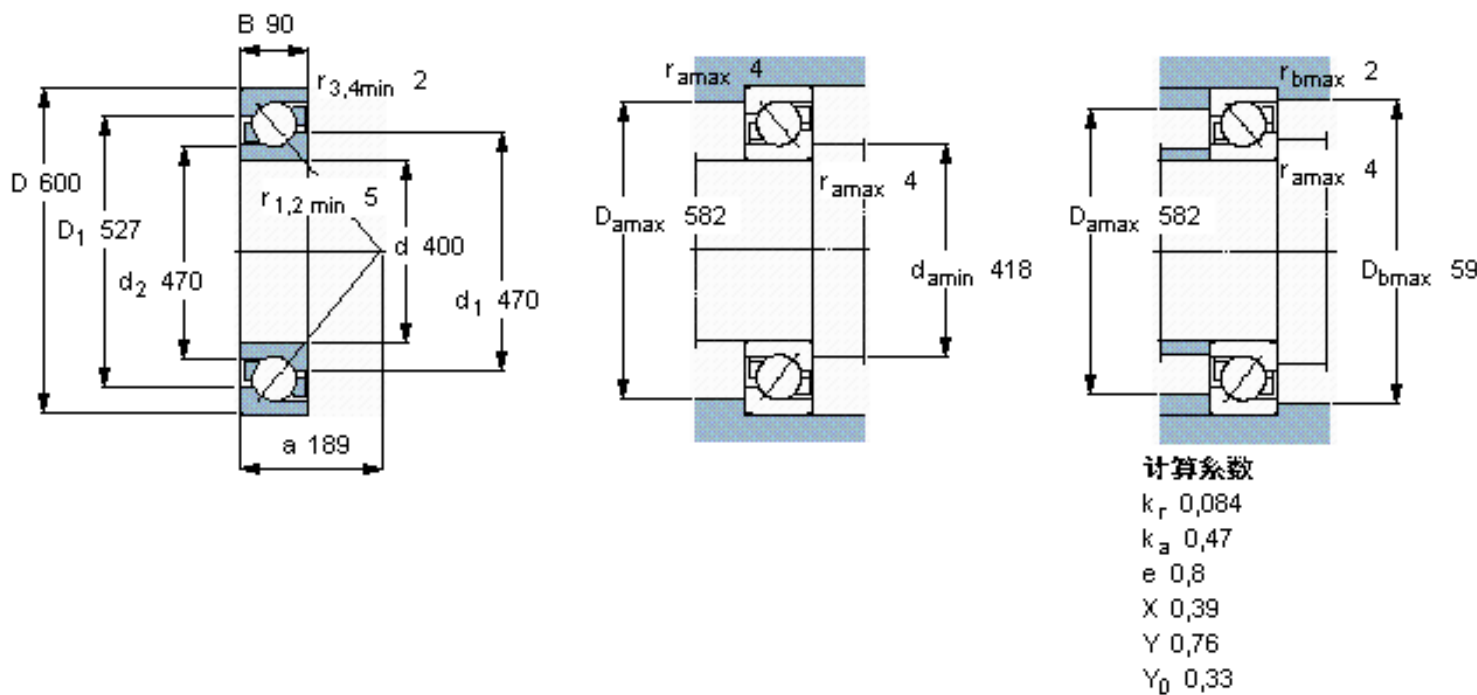 B 90
r3,4min 2
D 600
D1 527
d2 470
r1,2 min 5
d 400
d1 470
a 189
ramax 4
ramax 4
Damax 582
damin 418
rbmax 2
ramax 4
Damax 582
Dbmax 59
计算系数
kr 0,084
ka 0,47
e 0,8
X 0,39
Y 0,76
Y0 0,33